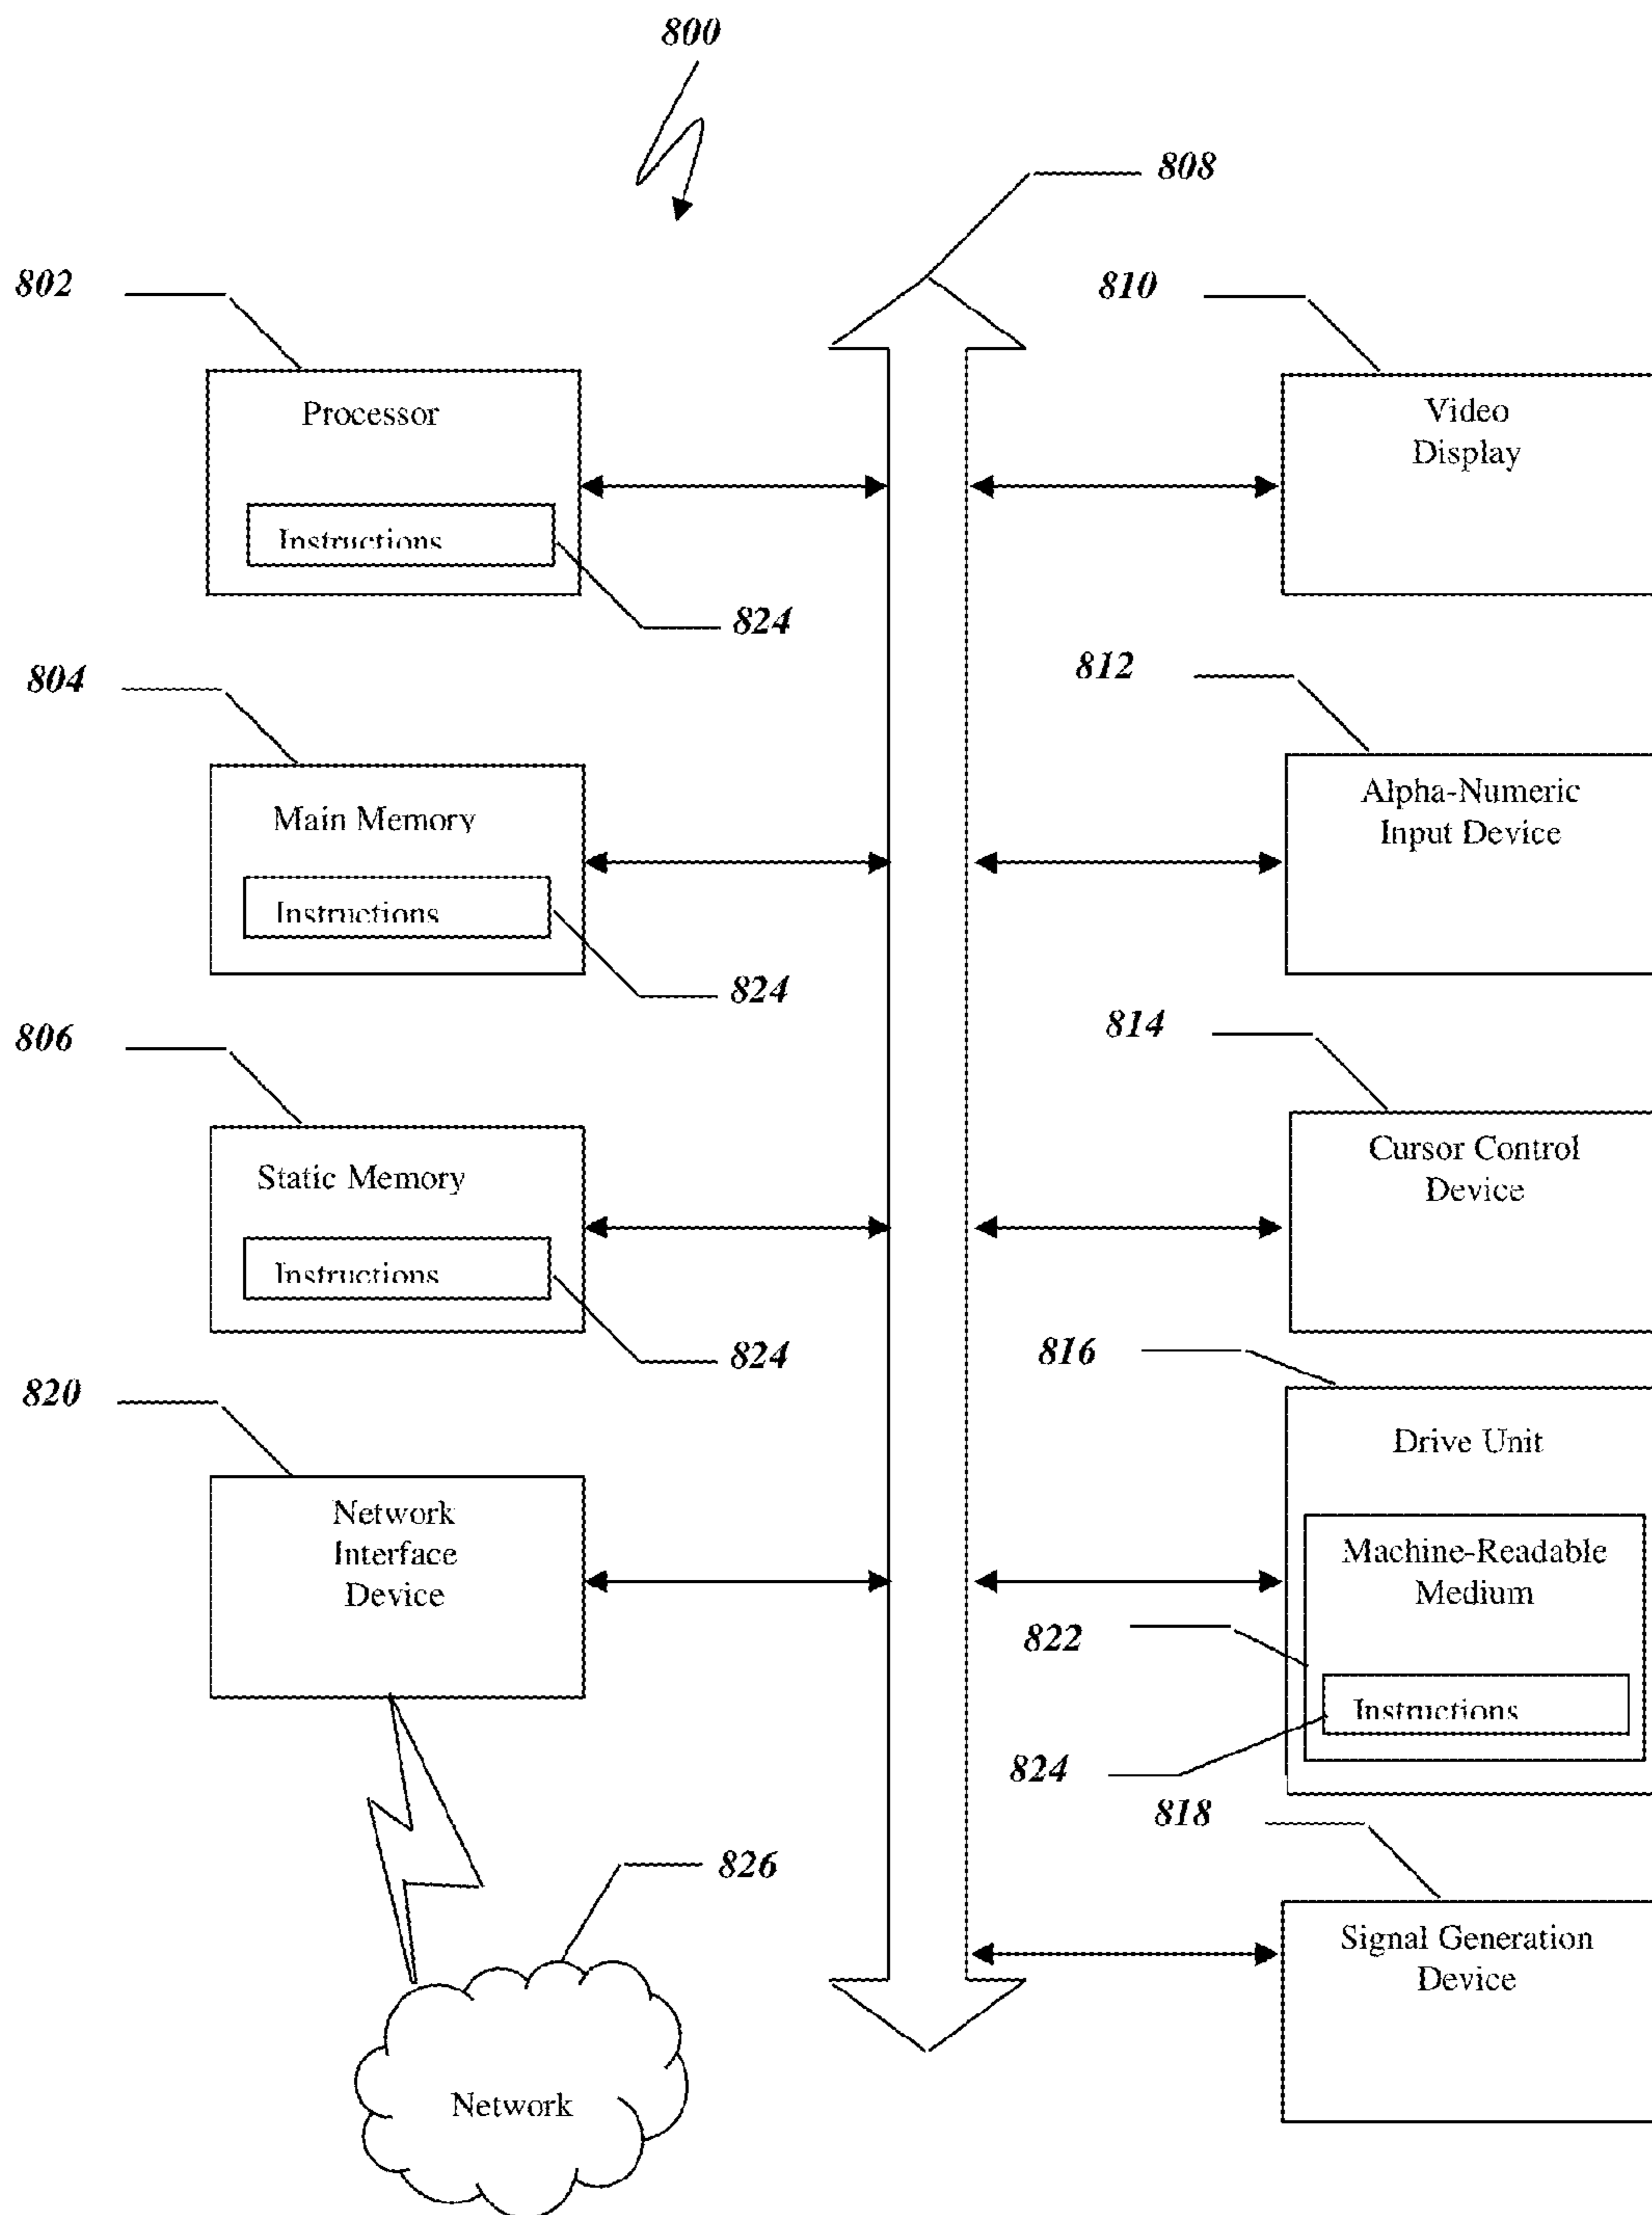 800
808
802
810
Processor
Video
Display
Instructions
824
804
812
Main Memory
Alpha-Numeric
Input Device
Instructions
824
806
814
Static Memory
Cursor Control
Device
Instructions
824
816
820
Drive Unit
Network
Interface
Device
Machine-Readable
Medium
822
Instructions
824
818
826
Signal Generation
Device
Network